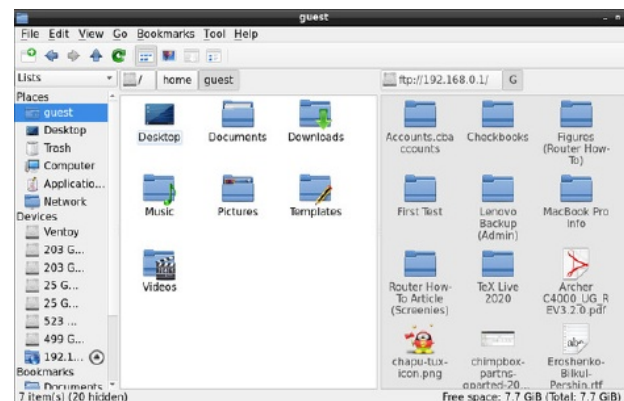 guest
File Edit View Go Bookmarks Tool Help
Lists
/ home guest
ftp://192.168.0.1/ G
Places
guest
Desktop
Trash
Computer
Applicatio...
Network
Devices
Ventoy
203 G...
203 G...
25 G...
25 G...
523 ...
499 G...
192.1...
Bookmarks
Documents
Desktop
Documents
Downloads
Music
Pictures
Templates
Videos
Accounts.cba
ccounts
Checkbooks
Figures
(Router How-
To)
First Test
Lenovo
Backup
(Admin)
MacBook Pro
Info
Router How-
To Article
(Screenies)
TeX Live
2020
Archer
C4000_UG_R
EV3.2.0.pdf
chapu-tux-
icon.png
chimpbox-
partns-
gparted-20...
abc
Eroshenko-
Bilkul-
Pershin.rtf
7 item(s) (20 hidden)
Free space: 7.7 GiB (Total: 7.7 GiB)